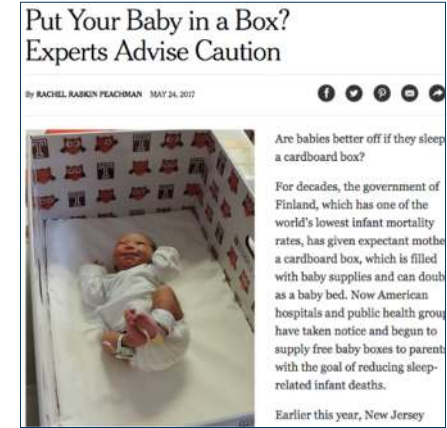 Put Your Baby in a Box?
Experts Advise Caution
By RACHEL RABKIN PEACHMAN MAY 24, 2017
Are babies better off if they sleep
a cardboard box?
For decades, the government of
Finland, which has one of the
world's lowest infant mortality
rates, has given expectant mothe
a cardboard box, which is filled
with baby supplies and can doub
as a baby bed. Now American
hospitals and public health group
have taken notice and begun to
supply free baby boxes to parents
with the goal of reducing sleep-
related infant deaths.
Earlier this year, New Jersey